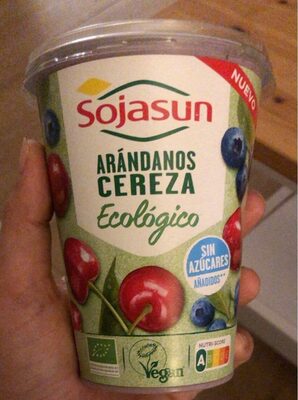 NUEVO
Sojasun
ARÁNDANOS
CEREZA
Ecológico
SIN
AZÚCARES
AÑADIDOS**
Vegan
NUTRI-SCORE
A